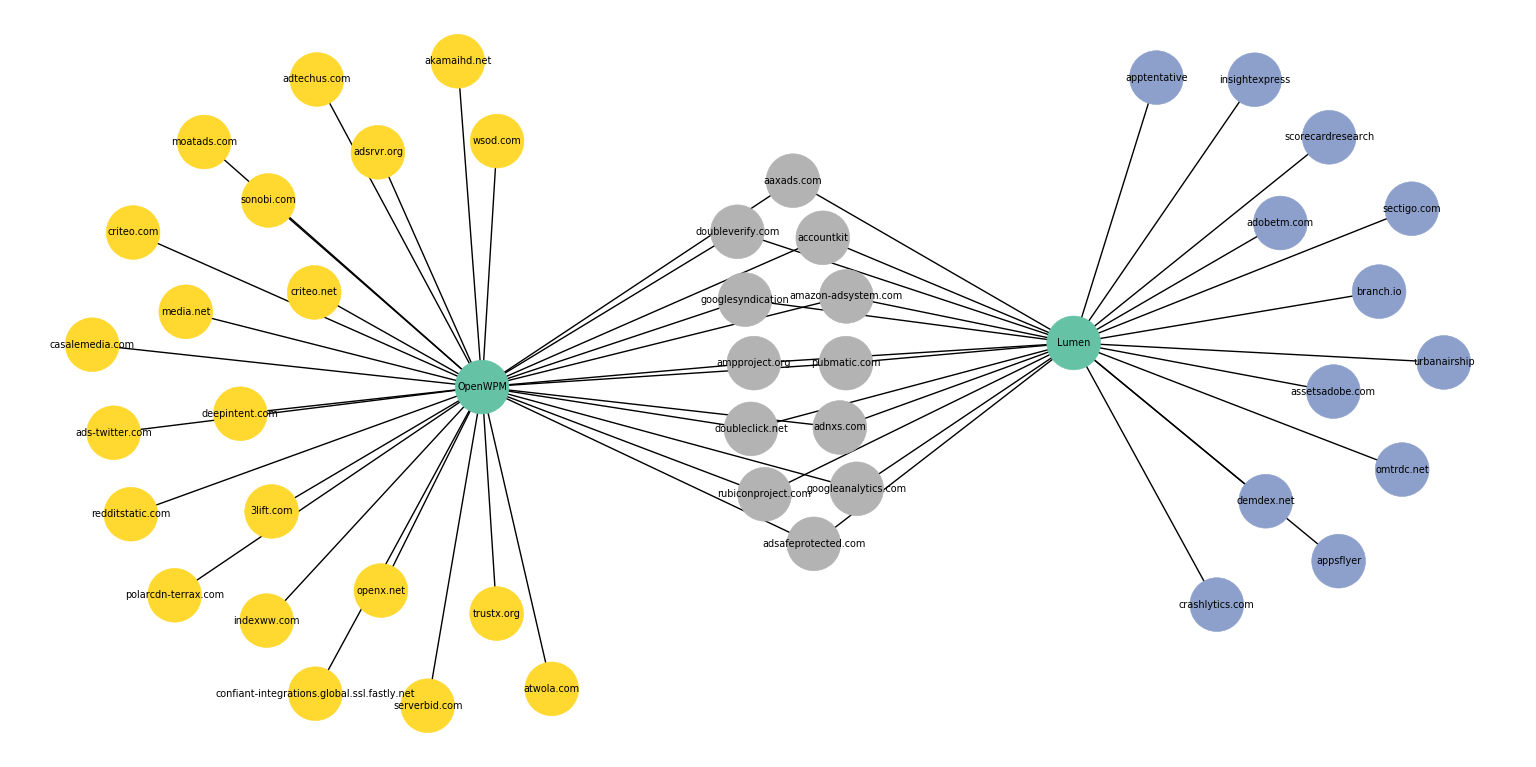 akamaihd.net
adtechus.com
wsod.com
moatads.com
adsrvr.org
sonobi.com
criteo.com
criteo.net
media.net
casalemedia.com
OpenWPM
deepintent.com
ads-twitter.com
redditstatic.com
3lift.com
polarcdn-terrax.com
indexww.com
openx.net
trustx.org
confiant-integrations.global.ssl.fastly.net
serverbid.com
atwola.com
aaxads.com
doubleverify.com
accountkit
googlesyndication
amazon-adsystem.com
ampproject.org
pubmatic.com
doubleclick.net
adnxs.com
rubiconproject.com
googleanalytics.com
adsafeprotected.com
apptentative
insightexpress
scorecardresearch
sectigo.com
adobetm.com
branch.io
Lumen
urbanairship
assetsadobe.com
omtrdc.net
demdex.net
appsflyer
crashlytics.com